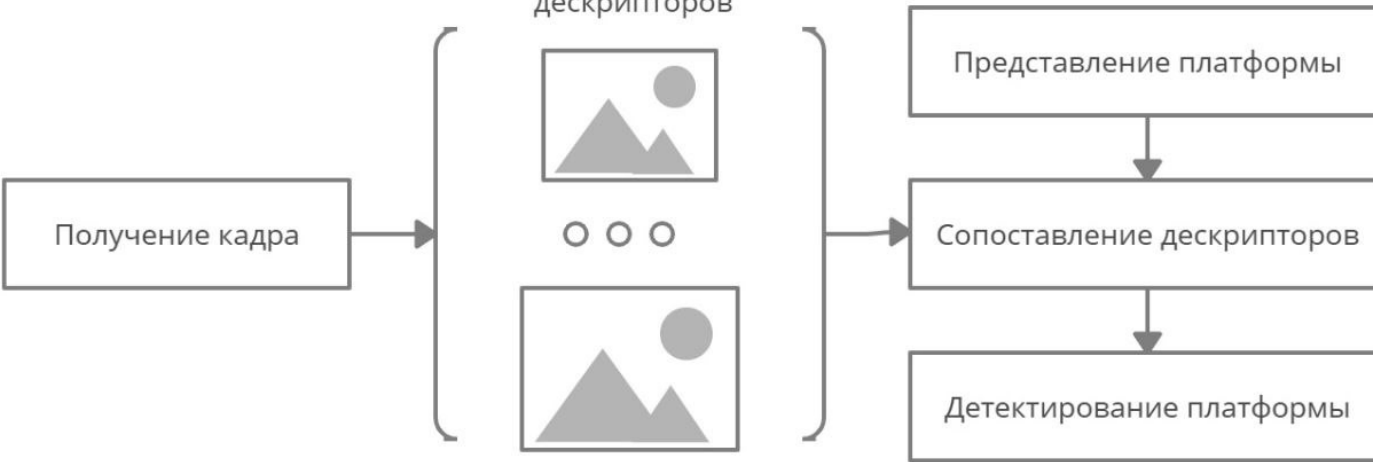 дескрипторов
Представление платформы
Получение кадра
Сопоставление дескрипторов
Детектирование платформы